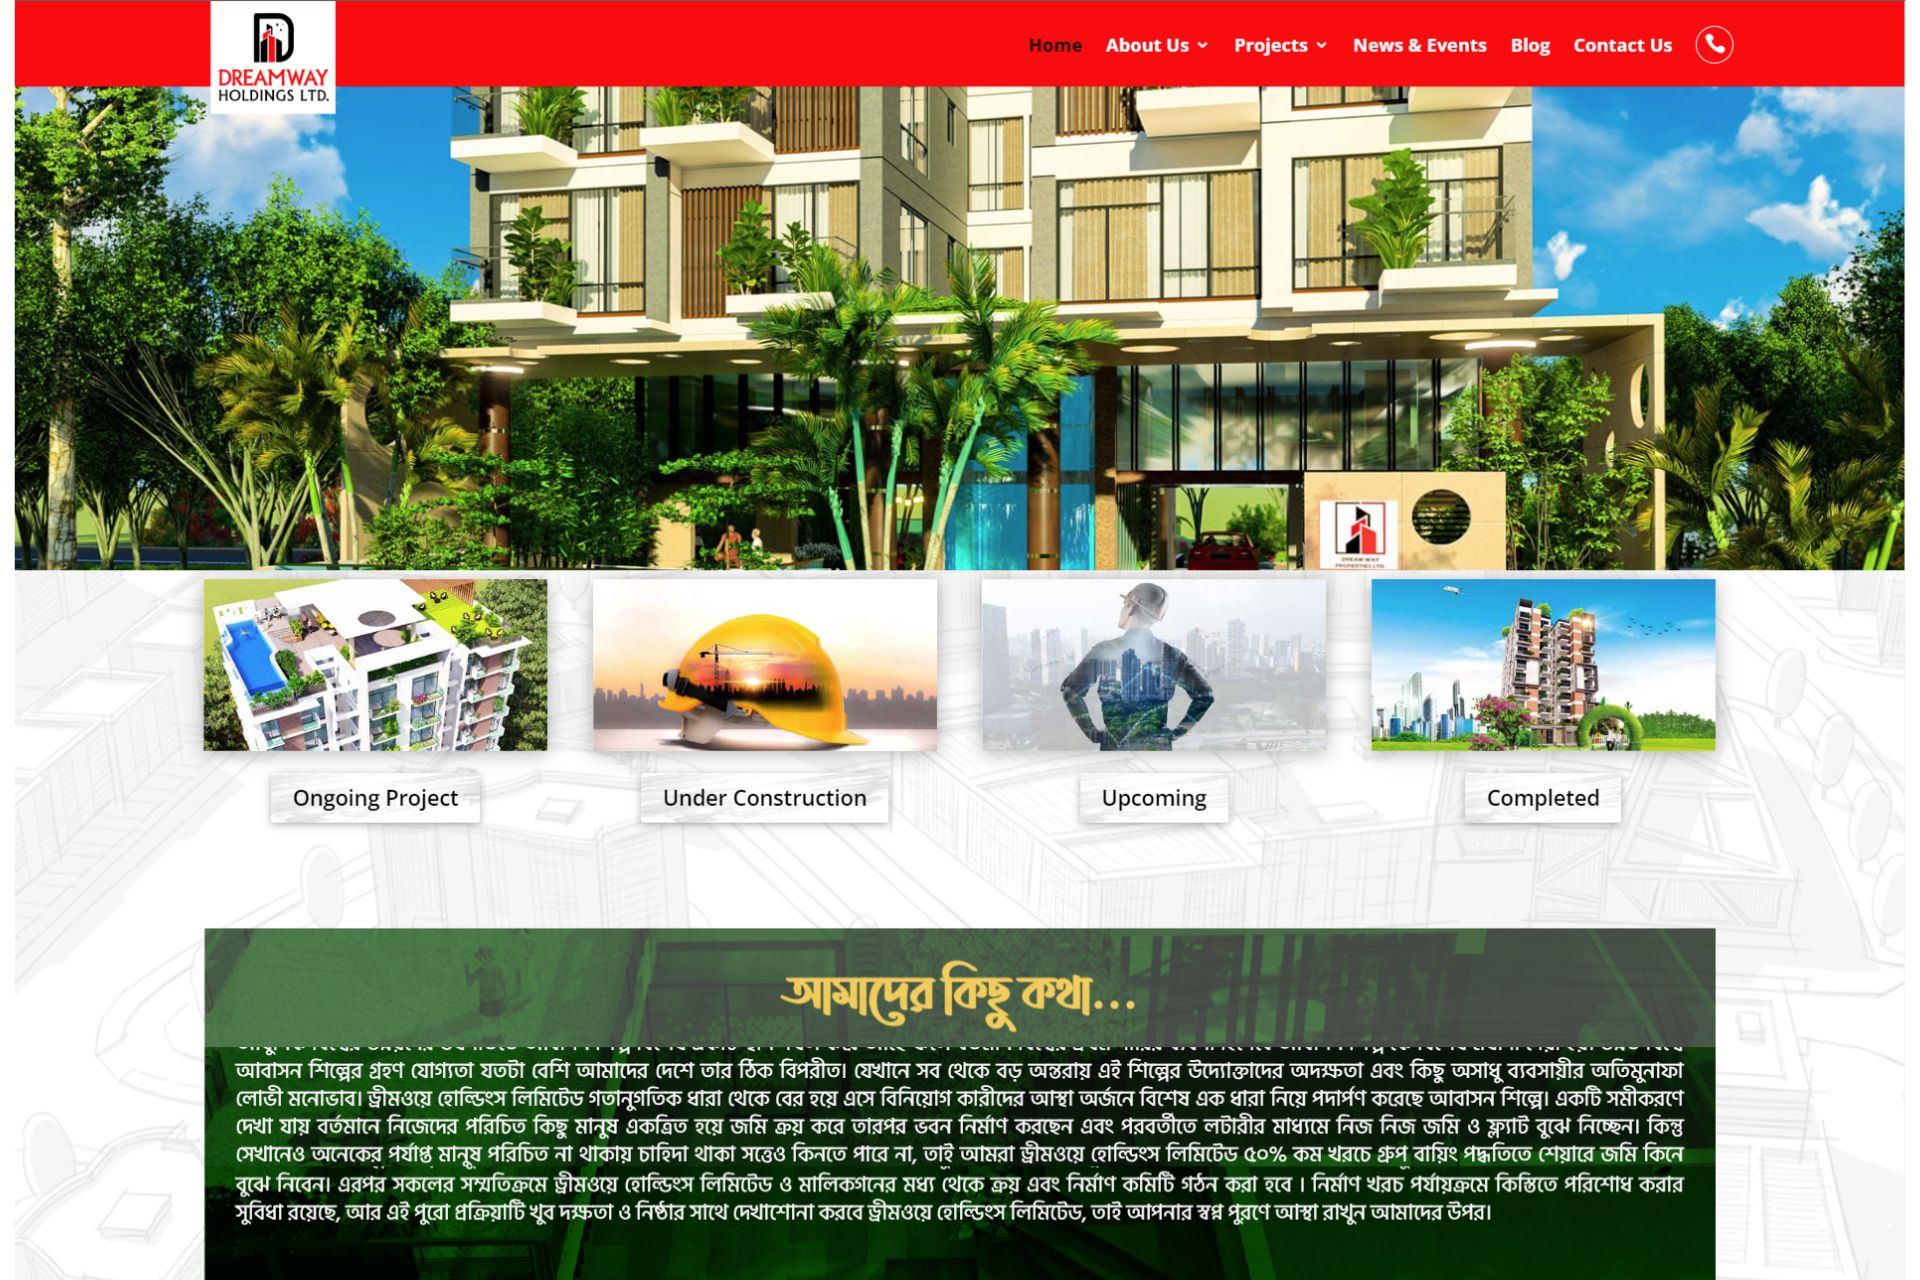 DREAMWAY
HOLDINGS LTD.
Home About Us Projects News & Events Blog Contact Us
DREAM WAY
PROPERTIES LTD.
Ongoing Project Under Construction Upcoming Completed
আমাদের কিছু কথা...
আবাসন শিল্পের গ্রহণ যোগ্যতা যতটা বেশি আমাদের দেশে তার ঠিক বিপরীত। যেখানে সব থেকে বড় অন্তরায় এই শিল্পের উদ্যোক্তাদের অদক্ষতা এবং কিছু অসাধু ব্যবসায়ীর অতিমুনাফা
লোভী মনোভাব। ড্রীমওয়ে হোল্ডিংস লিমিটেড গতানুগতিক ধারা থেকে বের হয়ে এসে বিনিয়োগ কারীদের আস্থা অর্জনে বিশেষ এক ধারা নিয়ে পদার্পণ করেছে আবাসন শিল্পে। একটি সমীকরণে
দেখা যায় বর্তমানে নিজেদের পরিচিত কিছু মানুষ একত্রিত হয়ে জমি ক্রয় করে তারপর ভবন নির্মাণ করছেন এবং পরবর্তীতে লটারীর মাধ্যমে নিজ নিজ জমি ও ফ্ল্যাট বুঝে নিচ্ছেন। কিন্তু
সেখানেও অনেকের পর্যাপ্ত মানুষ পরিচিত না থাকায় চাহিদা থাকা সত্তেও কিনতে পারে না, তাই আমরা ড্রীমওয়ে হোল্ডিংস লিমিটেড ৫০% কম খরচে গ্রুপ বায়িং পদ্ধতিতে শেয়ারে জমি কিনে
বুঝে নিবেন। এরপর সকলের সম্মতিক্রমে ড্রীমওয়ে হোল্ডিংস লিমিটেড ও মালিকগনের মধ্য থেকে ক্রয় এবং নির্মাণ কমিটি গঠন করা হবে । নির্মাণ খরচ পর্যায়ক্রমে কিস্তিতে পরিশোধ করার
সুবিধা রয়েছে, আর এই পুরো প্রক্রিয়াটি খুব দক্ষতা ও নিষ্ঠার সাথে দেখাশোনা করবে ড্রীমওয়ে হোল্ডিংস লিমিটেড, তাই আপনার স্বপ্ন পুরণে আস্থা রাখুন আমাদের উপর।